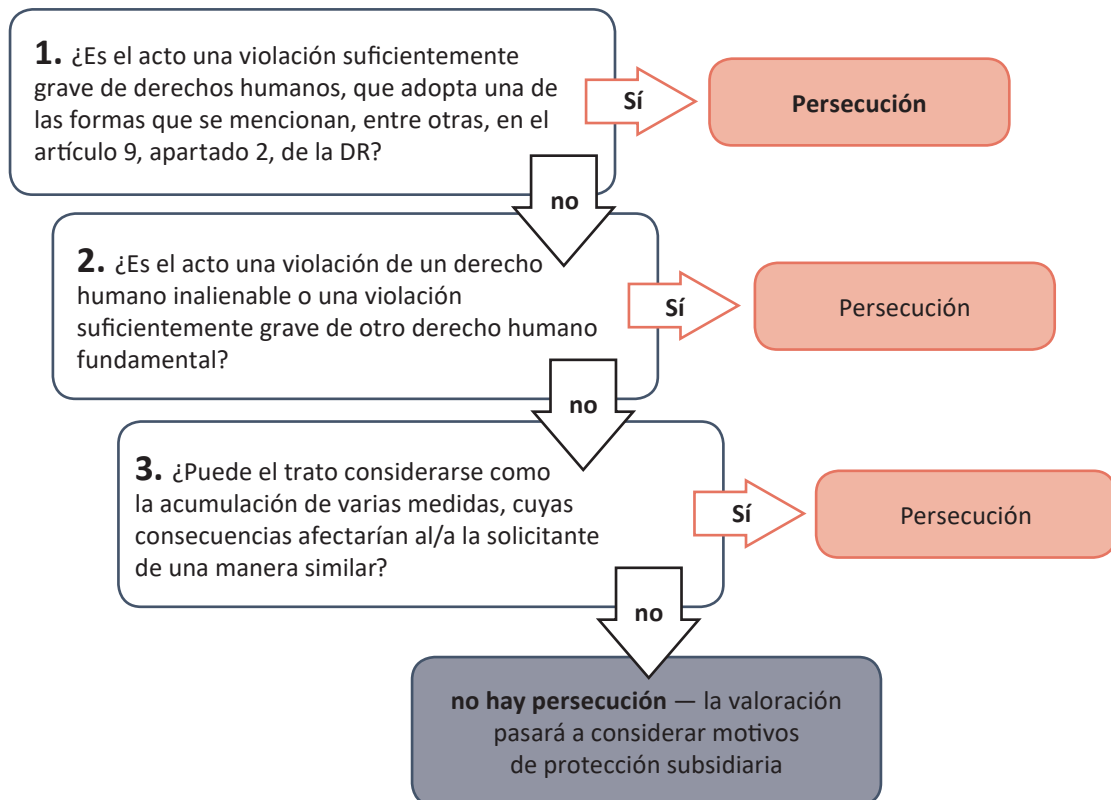 1. ¿Es el acto una violación suficientemente
grave de derechos humanos, que adopta una de
las formas que se mencionan, entre otras, en el
artículo 9, apartado 2, de la DR?
Sí
Persecución
no
2. ¿Es el acto una violación de un derecho
humano inalienable o una violación
suficientemente grave de otro derecho humano
fundamental?
Sí
Persecución
no
3. ¿Puede el trato considerarse como
la acumulación de varias medidas, cuyas
consecuencias afectarían al/a la solicitante
de una manera similar?
Sí
Persecución
no
no hay persecución — la valoración
pasará a considerar motivos
de protección subsidiaria